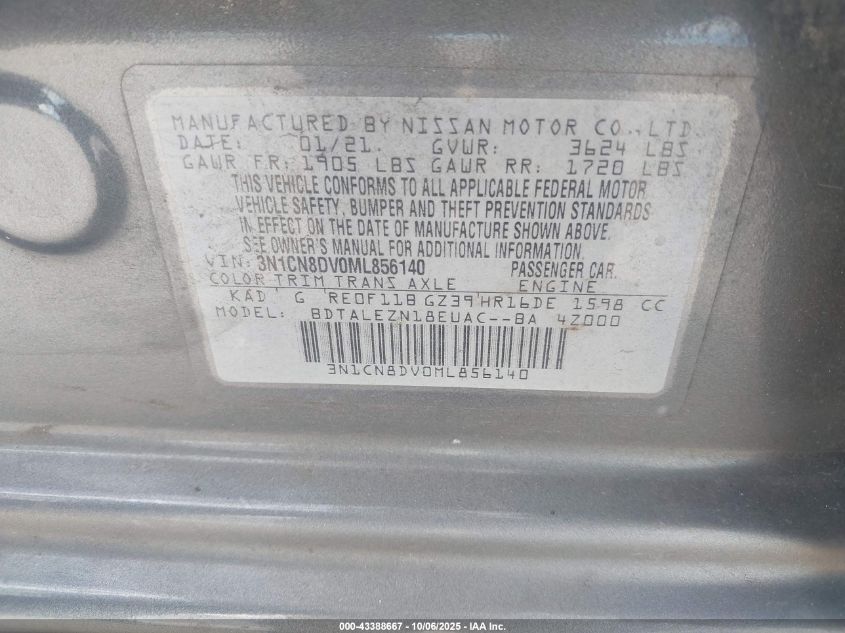 MANUFACTURED BY NISSAN MOTOR CO., LTD.
DATE: 01/21. GVWR: 3624 LBS
GAWR FR: 1905 LBS GAWR RR: 1720 LBS
THIS VEHICLE CONFORMS TO ALL APPLICABLE FEDERAL MOTOR
VEHICLE SAFETY, BUMPER AND THEFT PREVENTION STANDARDS
IN EFFECT ON THE DATE OF MANUFACTURE SHOWN ABOVE.
SEE OWNER'S MANUAL FOR ADDITIONAL INFORMATION.
VIN: 3N1CN8DV0ML856140 PASSENGER CAR.
COLOR TRIM TRANS AXLE ENGINE
KAD G RE0F11B GZ39 HR16DE 1598 CC
MODEL: BDTALEZN18EUAC--BA 4Z000
3N1CN8DV0ML856140
000-43388667 - 10/06/2025 - IAA Inc.